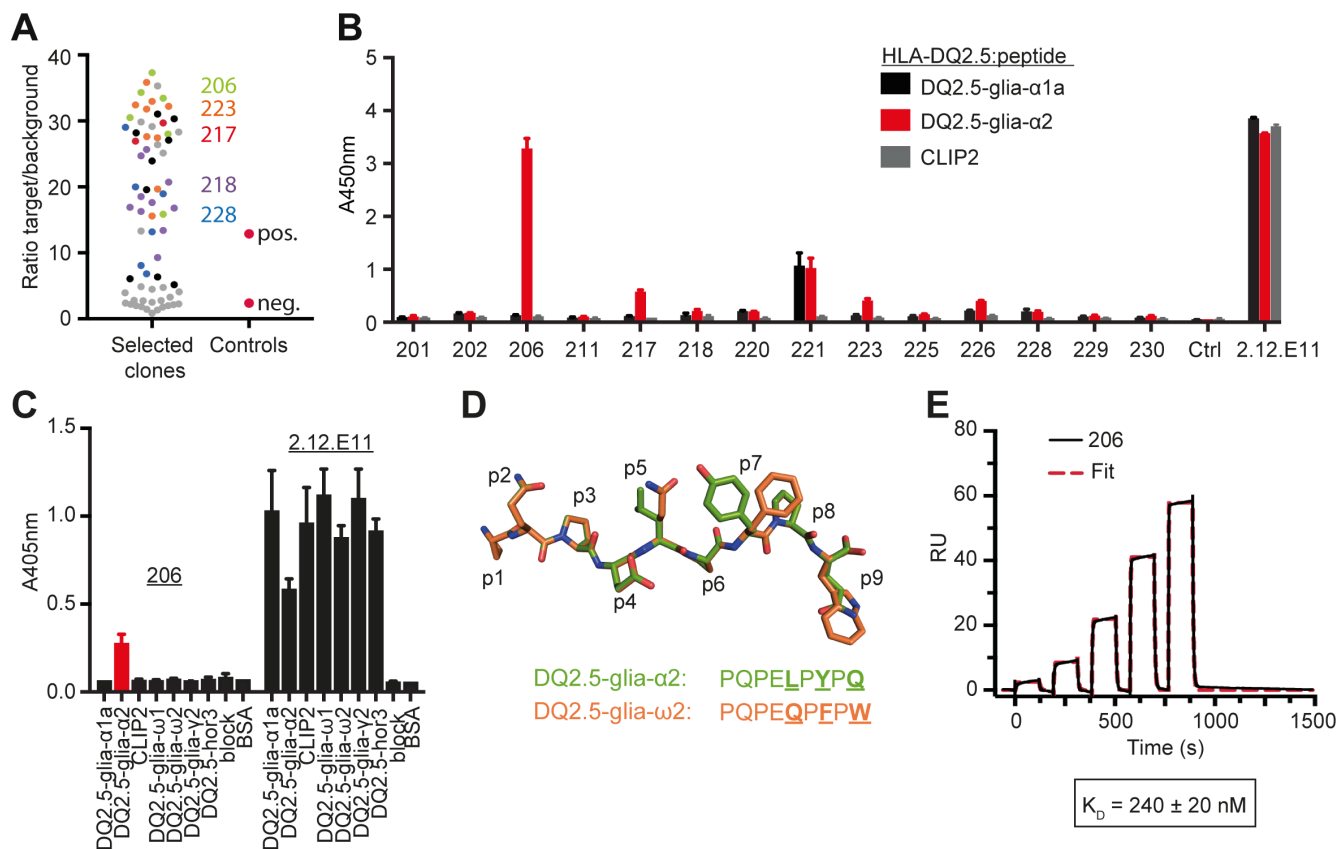 A
Ratio target/background
40
30
20
10
0
206
223
217
218
228
pos.
neg.
Selected clones
Controls
B
A450nm
5
4
3
2
1
0
HLA-DQ2.5:peptide
DQ2.5-glia-α1a
DQ2.5-glia-α2
CLIP2
201 202 206 211 217 218 220 221 223 225 226 228 229 230 Ctrl 2.12.E11
C
A405nm
1.5
1.0
0.5
0.0
206
2.12.E11
DQ2.5-glia-α1a
DQ2.5-glia-α2
CLIP2
DQ2.5-glia-ω1
DQ2.5-glia-ω2
DQ2.5-glia-γ2
DQ2.5-hor3
block
BSA
DQ2.5-glia-α1a
DQ2.5-glia-α2
CLIP2
DQ2.5-glia-ω1
DQ2.5-glia-ω2
DQ2.5-glia-γ2
DQ2.5-hor3
block
BSA
D
p1
p2
p3
p4
p5
p6
p7
p8
p9
DQ2.5-glia-α2: PQPELPYPQ
DQ2.5-glia-ω2: PQPEQPFPW
E
RU
80
60
40
20
0
206
Fit
0 500 1000 1500
Time (s)
K_D = 240 ± 20 nM